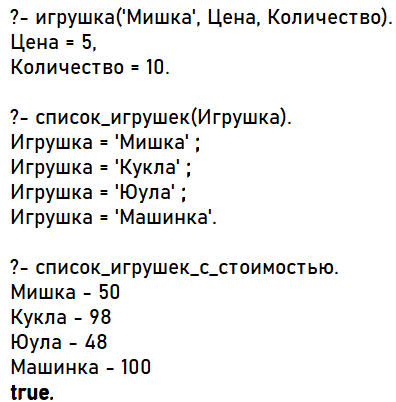 ?- игрушка('Мишка', Цена, Количество).
Цена = 5,
Количество = 10.
?- список_игрушек(Игрушка).
Игрушка = 'Мишка' ;
Игрушка = 'Кукла' ;
Игрушка = 'Юула' ;
Игрушка = 'Машинка'.
?- список_игрушек_с_стоимостью.
Мишка - 50
Кукла - 98
Юула - 48
Машинка - 100
true.